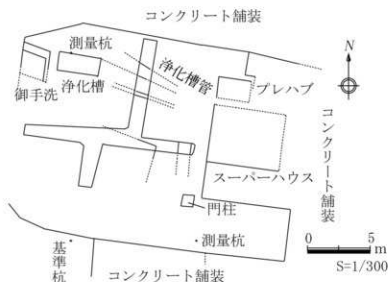 コンクリート舗装
測量杭
N
浄化槽管
プレハブ
御手洗
浄化槽
コンクリート舗装
スーパーハウス
門柱
基準杭
測量杭
0 5
m
コンクリート舗装
S=1/300